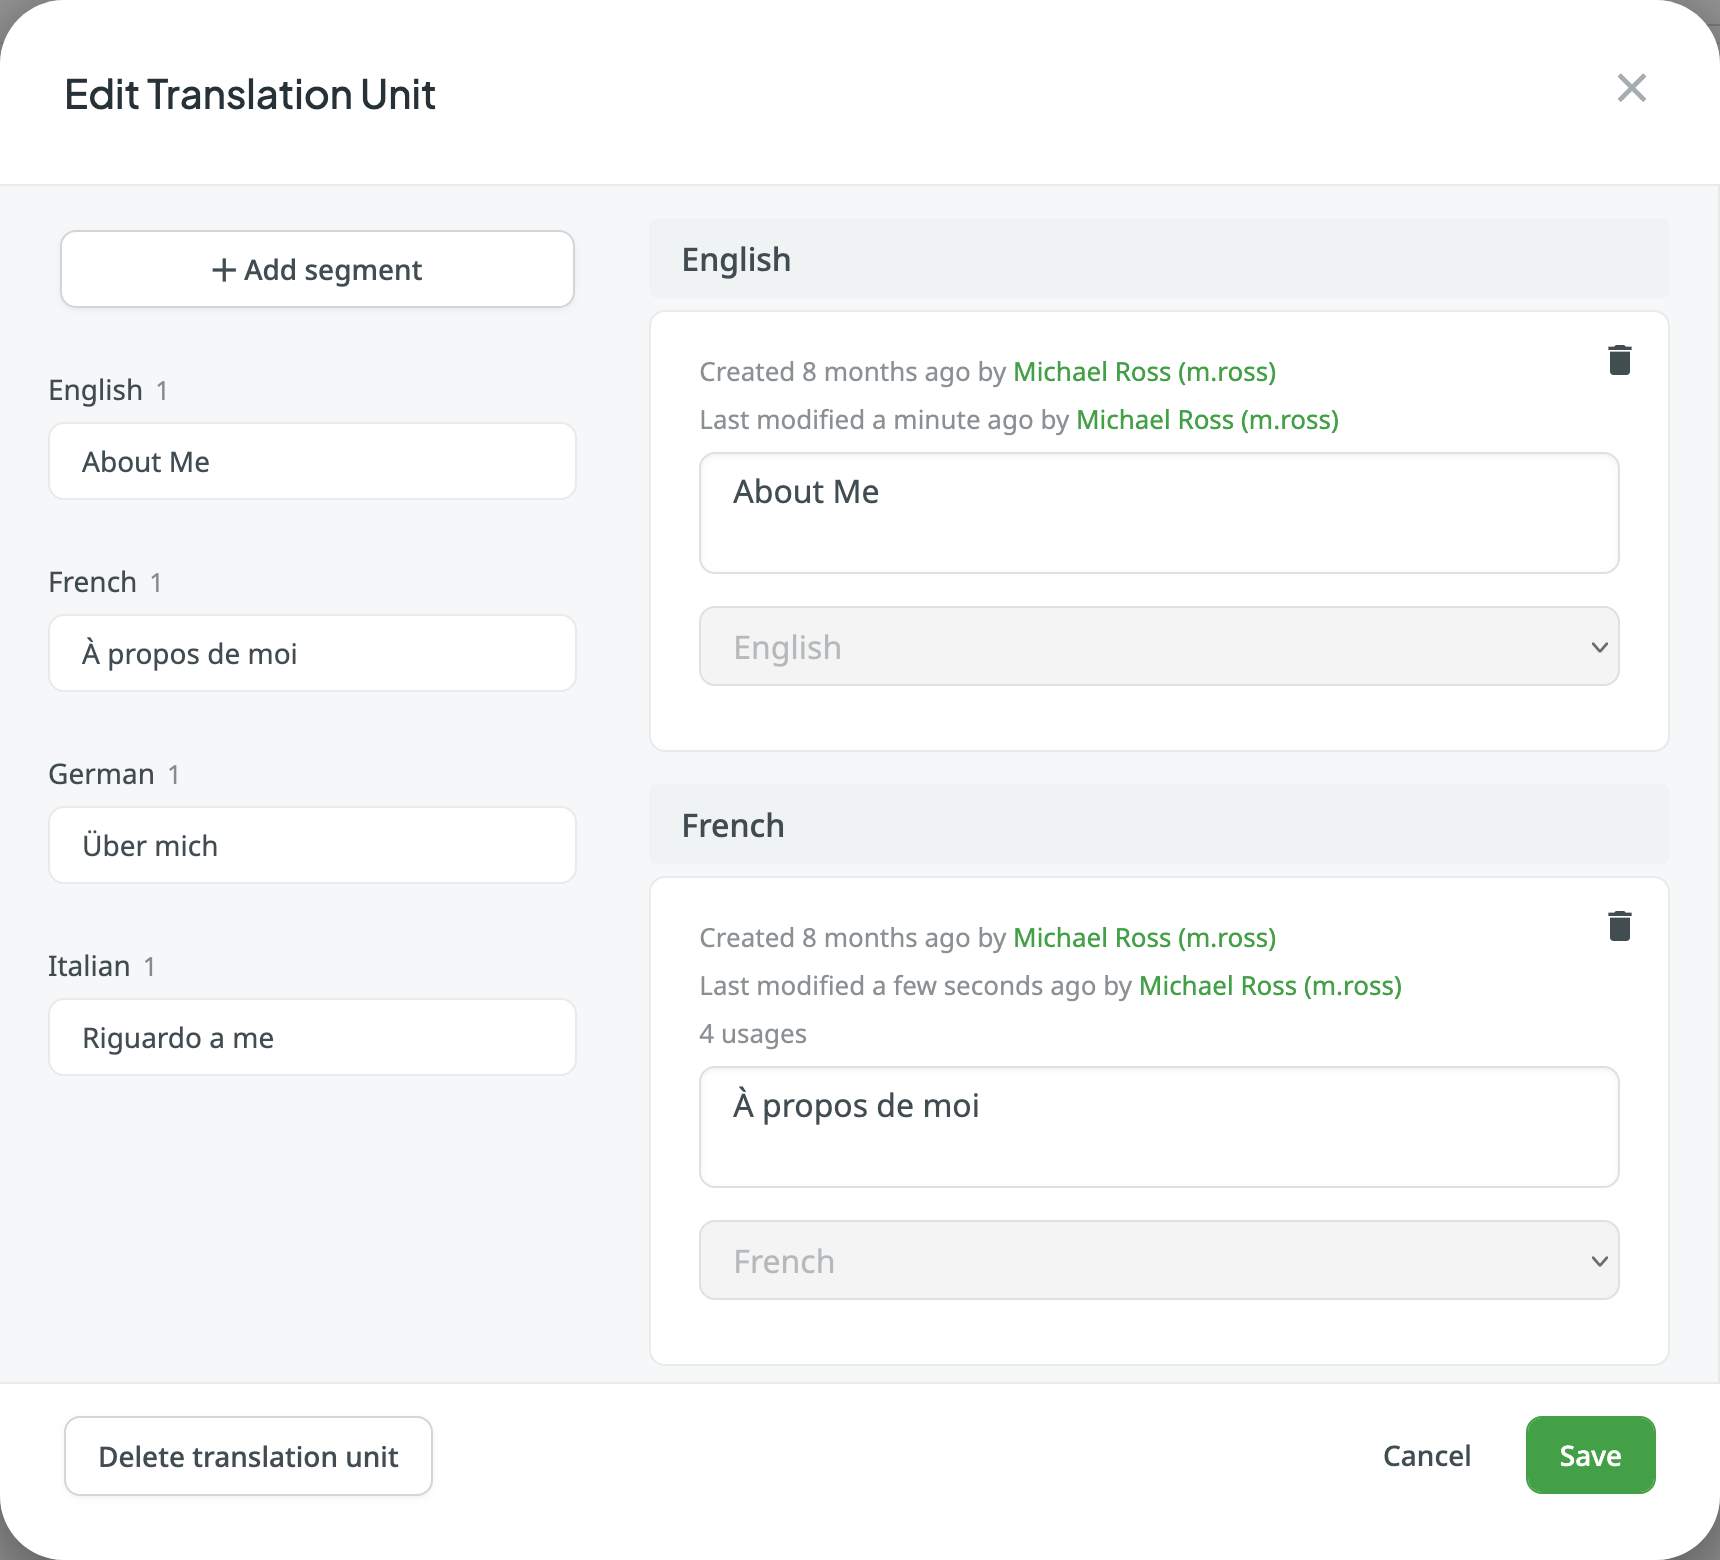 Edit Translation Unit
+ Add segment
English 1
About Me
French 1
À propos de moi
German 1
Über mich
Italian 1
Riguardo a me
English
Created 8 months ago by Michael Ross (m.ross)
Last modified a minute ago by Michael Ross (m.ross)
About Me
English
French
Created 8 months ago by Michael Ross (m.ross)
Last modified a few seconds ago by Michael Ross (m.ross)
4 usages
À propos de moi
French
Delete translation unit
Cancel
Save